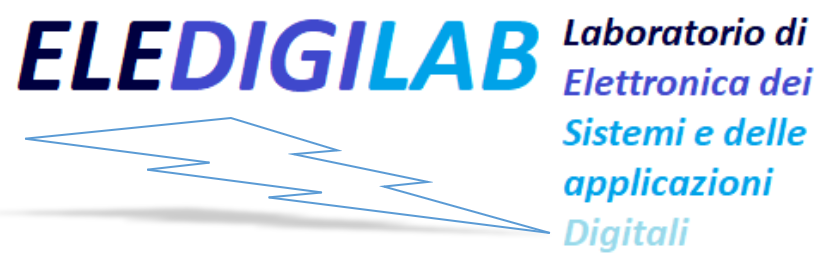 ELEDIGILAB
Laboratorio di
Elettronica dei
Sistemi e delle
applicazioni
Digitali